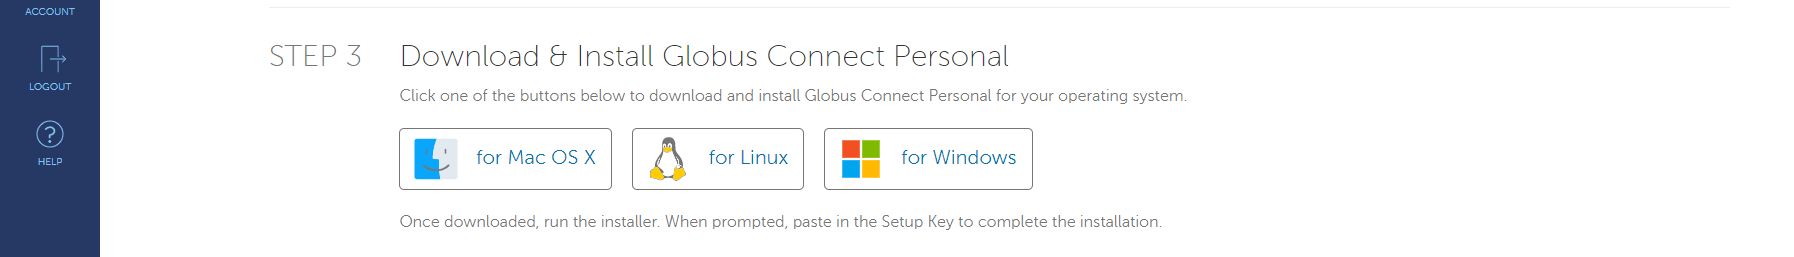 ACCOUNT
LOGOUT
HELP
STEP 3
Download & Install Globus Connect Personal
Click one of the buttons below to download and install Globus Connect Personal for your operating system.
for Mac OS X
for Linux
for Windows
Once downloaded, run the installer. When prompted, paste in the Setup Key to complete the installation.